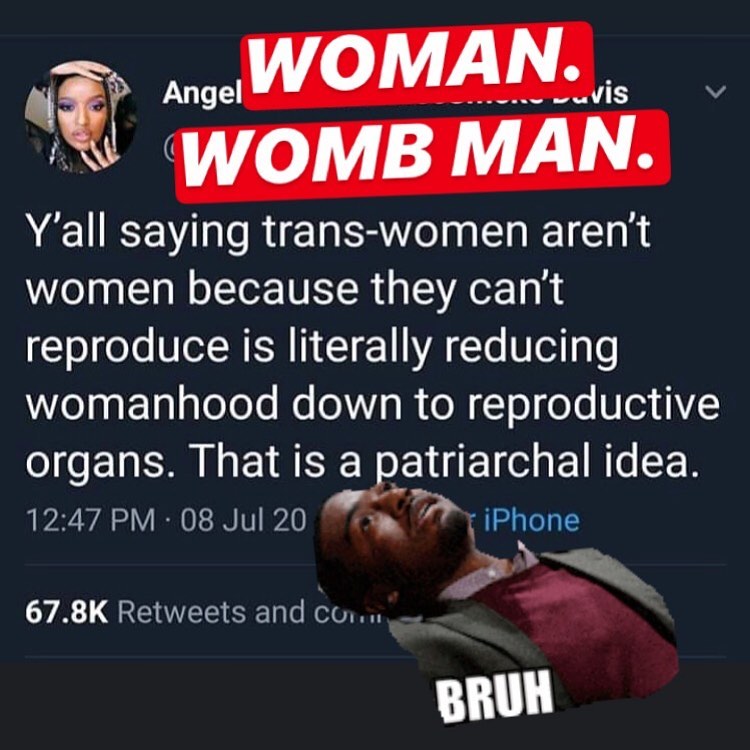 WOMAN.
Angel
WOMB MAN.
Y'all saying trans-women aren't
women because they can't
reproduce is literally reducing
womanhood down to reproductive
organs. That is a patriarchal idea.
12:47 PM · 08 Jul 20 iPhone
67.8K Retweets and
BRUH